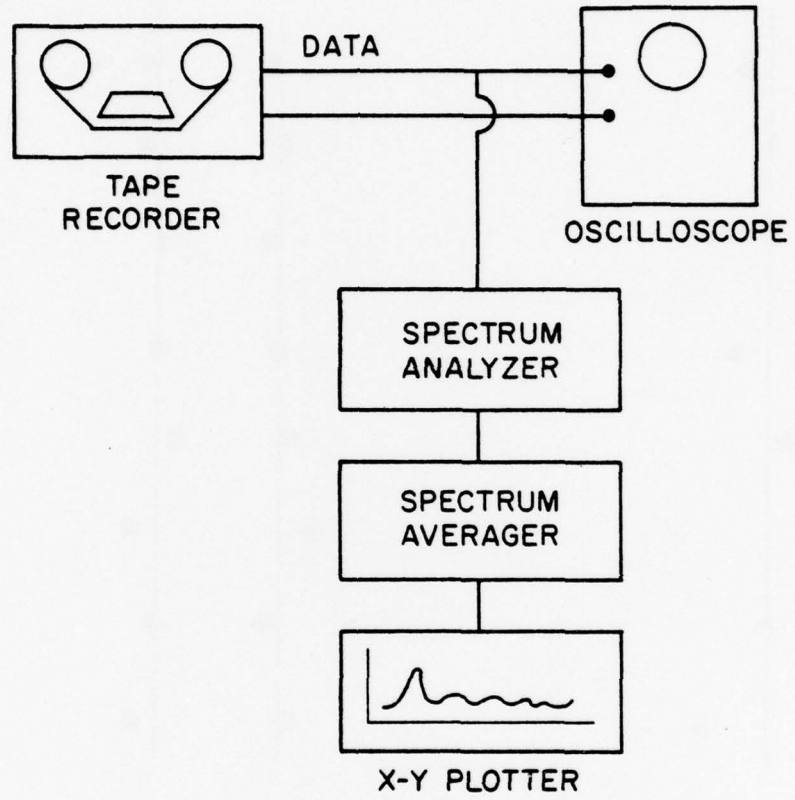 DATA
TAPE
RECORDER
OSCILLOSCOPE
SPECTRUM
ANALYZER
SPECTRUM
AVERAGER
X-Y PLOTTER